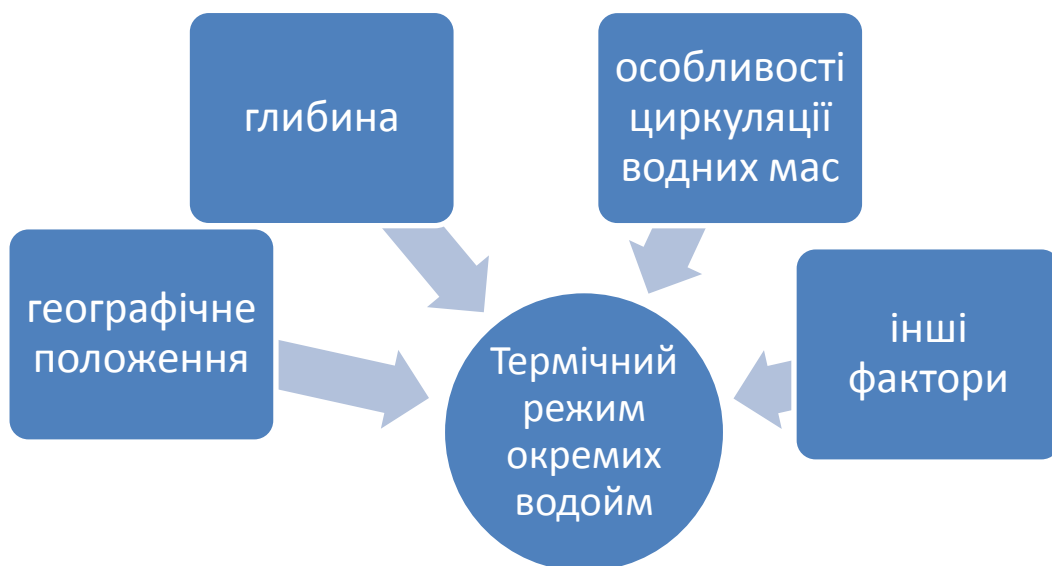 глибина
особливості
циркуляції
водних мас
географічне
положення
інші
фактори
Термічний
режим
окремих
водойм